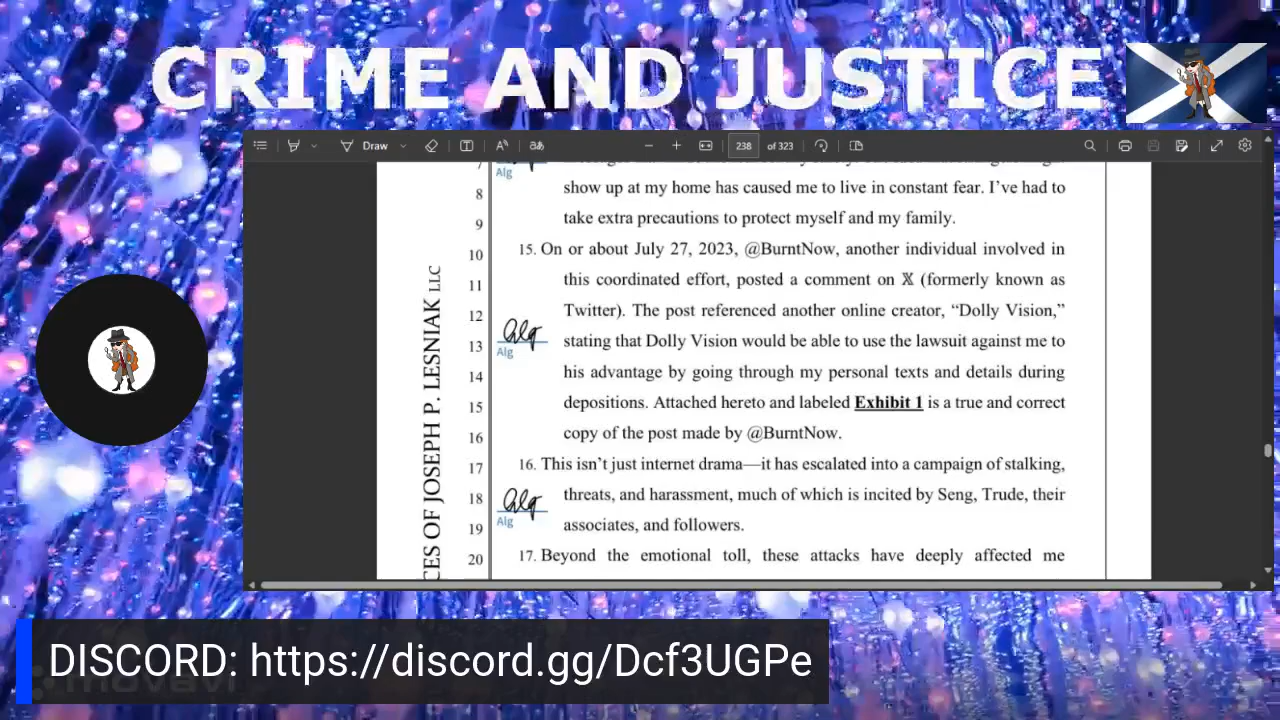 CRIME AND JUSTICE
Draw
238 of 323
CES OF JOSEPH P. LESNIAK LLC
7
Alg
8 show up at my home has caused me to live in constant fear. I’ve had to
9 take extra precautions to protect myself and my family.
10 15. On or about July 27, 2023, @BurntNow, another individual involved in
11 this coordinated effort, posted a comment on 𝕏 (formerly known as
12 Twitter). The post referenced another online creator, “Dolly Vision,”
13 stating that Dolly Vision would be able to use the lawsuit against me to
Alg
14 his advantage by going through my personal texts and details during
15 depositions. Attached hereto and labeled Exhibit 1 is a true and correct
16 copy of the post made by @BurntNow.
17 16. This isn’t just internet drama—it has escalated into a campaign of stalking,
18 threats, and harassment, much of which is incited by Seng, Trude, their
Alg
19 associates, and followers.
20 17. Beyond the emotional toll, these attacks have deeply affected me
DISCORD: https://discord.gg/Dcf3UGPe
movavi